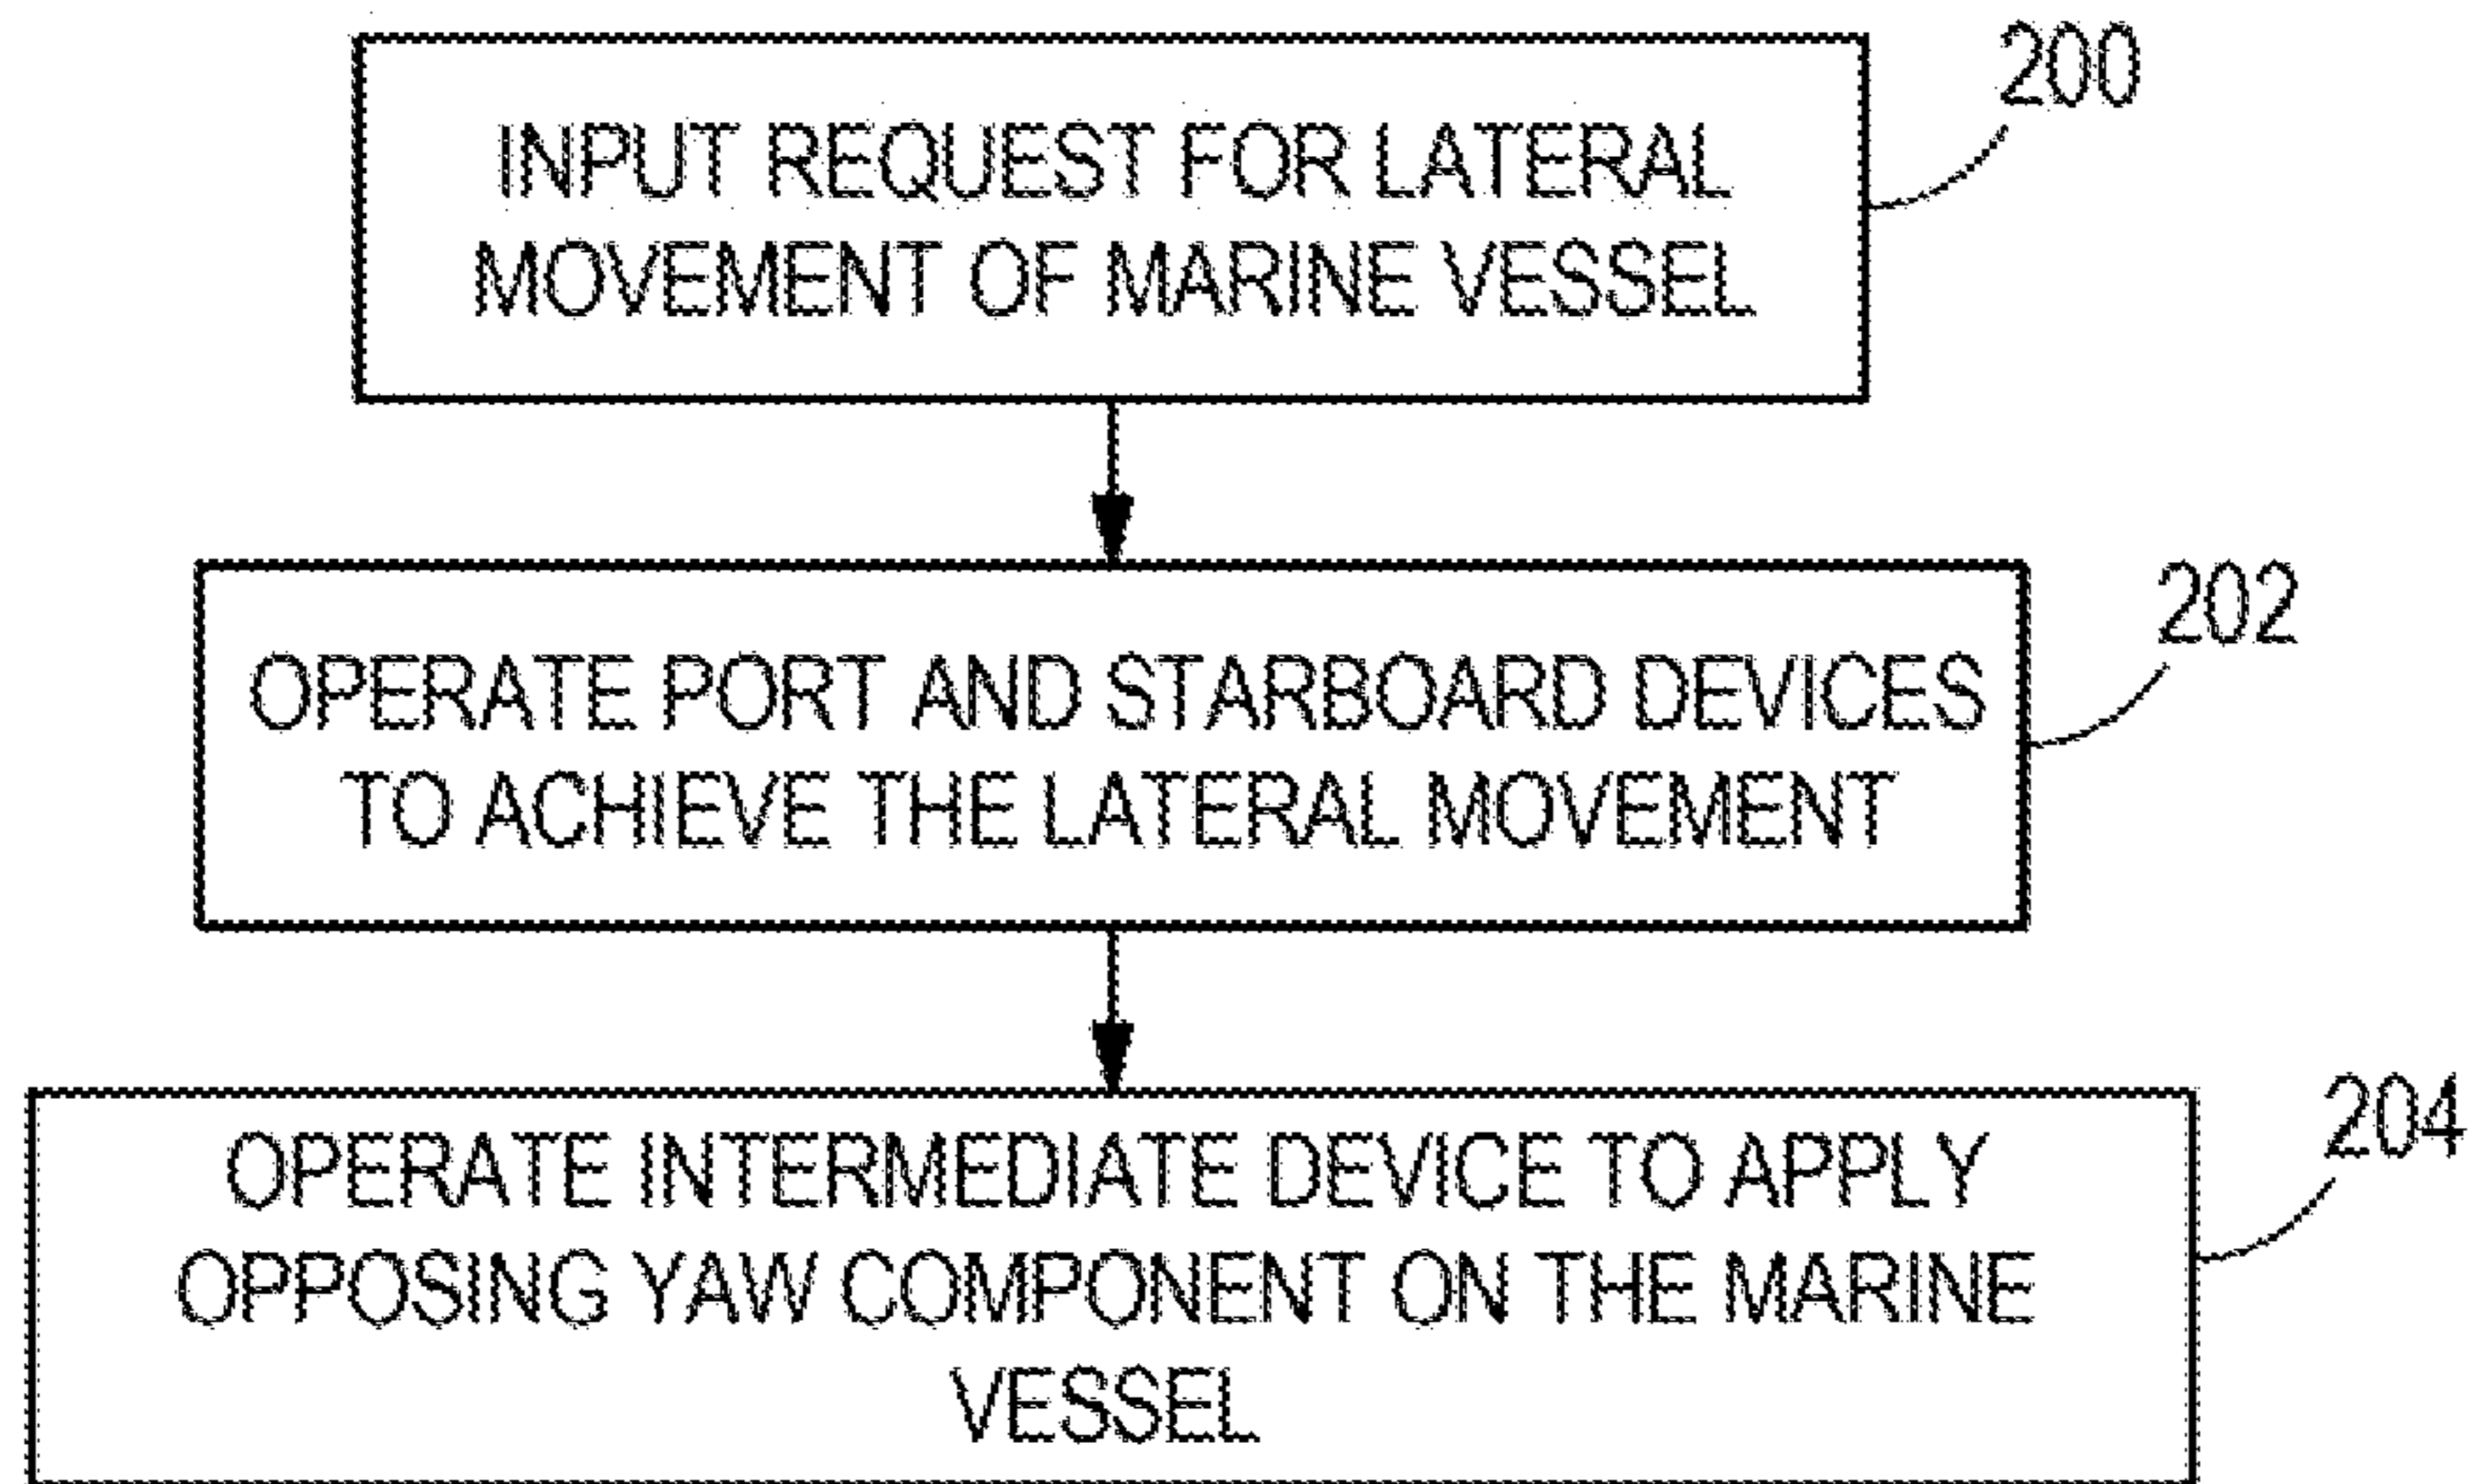 200
INPUT REQUEST FOR LATERAL
MOVEMENT OF MARINE VESSEL
202
OPERATE PORT AND STARBOARD DEVICES
TO ACHIEVE THE LATERAL MOVEMENT
204
OPERATE INTERMEDIATE DEVICE TO APPLY
OPPOSING YAW COMPONENT ON THE MARINE
VESSEL